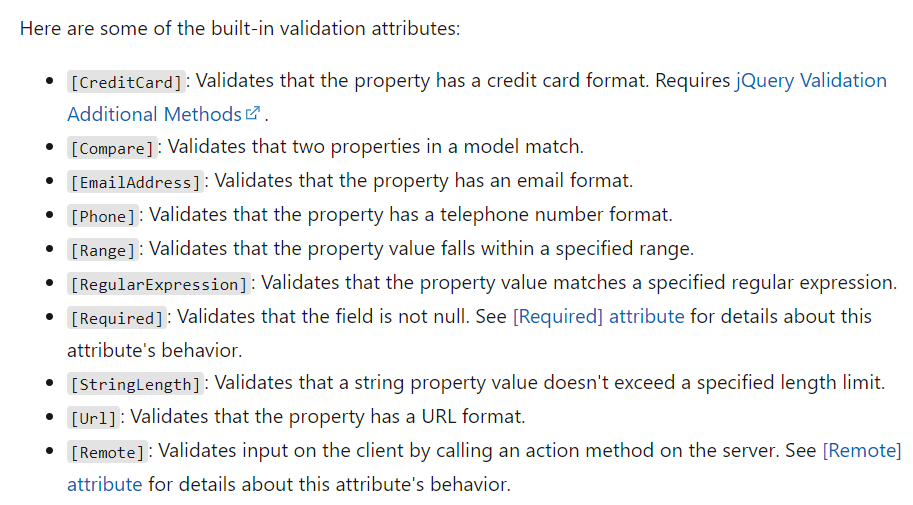 Here are some of the built-in validation attributes:
• [CreditCard]: Validates that the property has a credit card format. Requires jQuery Validation
Additional Methods.
• [Compare]: Validates that two properties in a model match.
• [EmailAddress]: Validates that the property has an email format.
• [Phone]: Validates that the property has a telephone number format.
• [Range]: Validates that the property value falls within a specified range.
• [RegularExpression]: Validates that the property value matches a specified regular expression.
• [Required]: Validates that the field is not null. See [Required] attribute for details about this
attribute's behavior.
• [StringLength]: Validates that a string property value doesn't exceed a specified length limit.
• [Url]: Validates that the property has a URL format.
• [Remote]: Validates input on the client by calling an action method on the server. See [Remote]
attribute for details about this attribute's behavior.